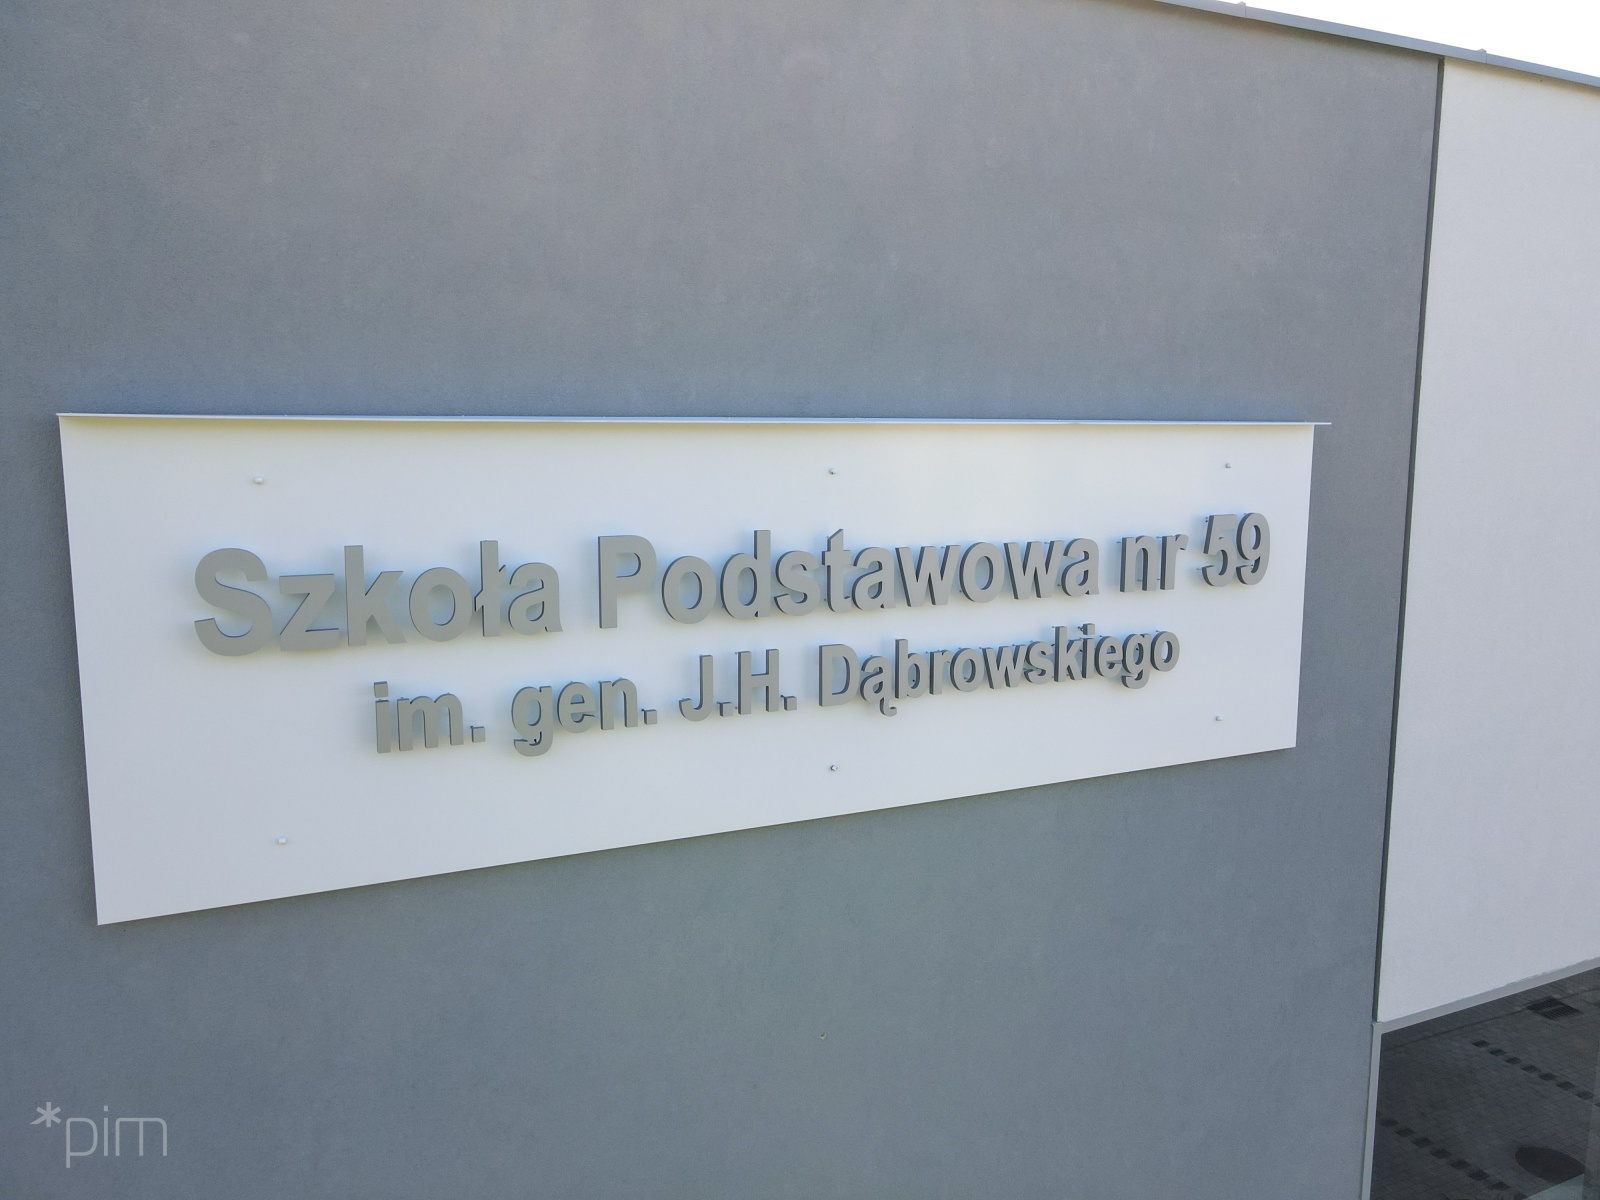 Szkoła Podstawowa nr 59
im. gen. J.H. Dąbrowskiego
*pim